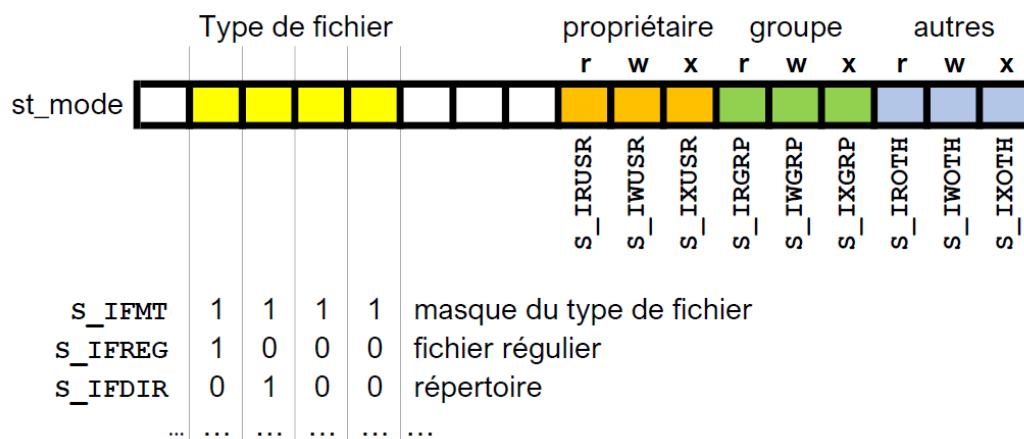 Type de fichier propriétaire groupe autres
r w x r w x r w x
st_mode
S_IRUSR S_IWUSR S_IXUSR S_IRGRP S_IWGRP S_IXGRP S_IROTH S_IWOTH S_IXOTH
S_IFMT 1 1 1 1 masque du type de fichier
S_IFREG 1 0 0 0 fichier régulier
S_IFDIR 0 1 0 0 répertoire
... ... ... ... ... ...